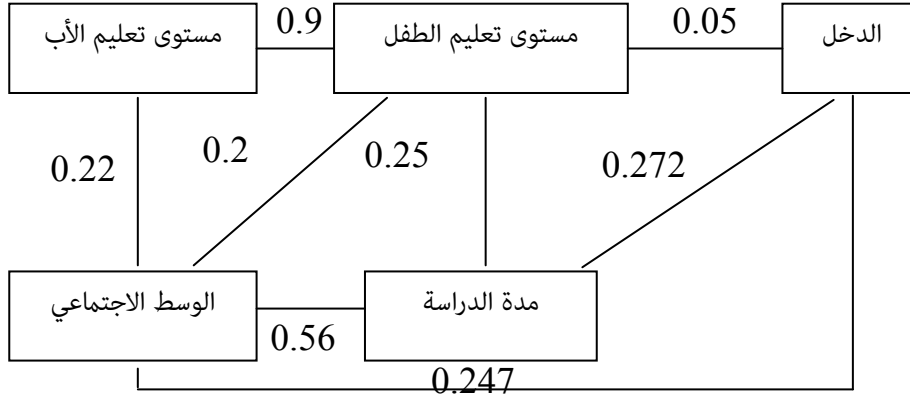 الدخل
0.05
مستوى تعليم الطفل
0.9
مستوى تعليم الأب
0.272
0.25
0.2
0.22
مدة الدراسة
0.56
الوسط الاجتماعي
0.247